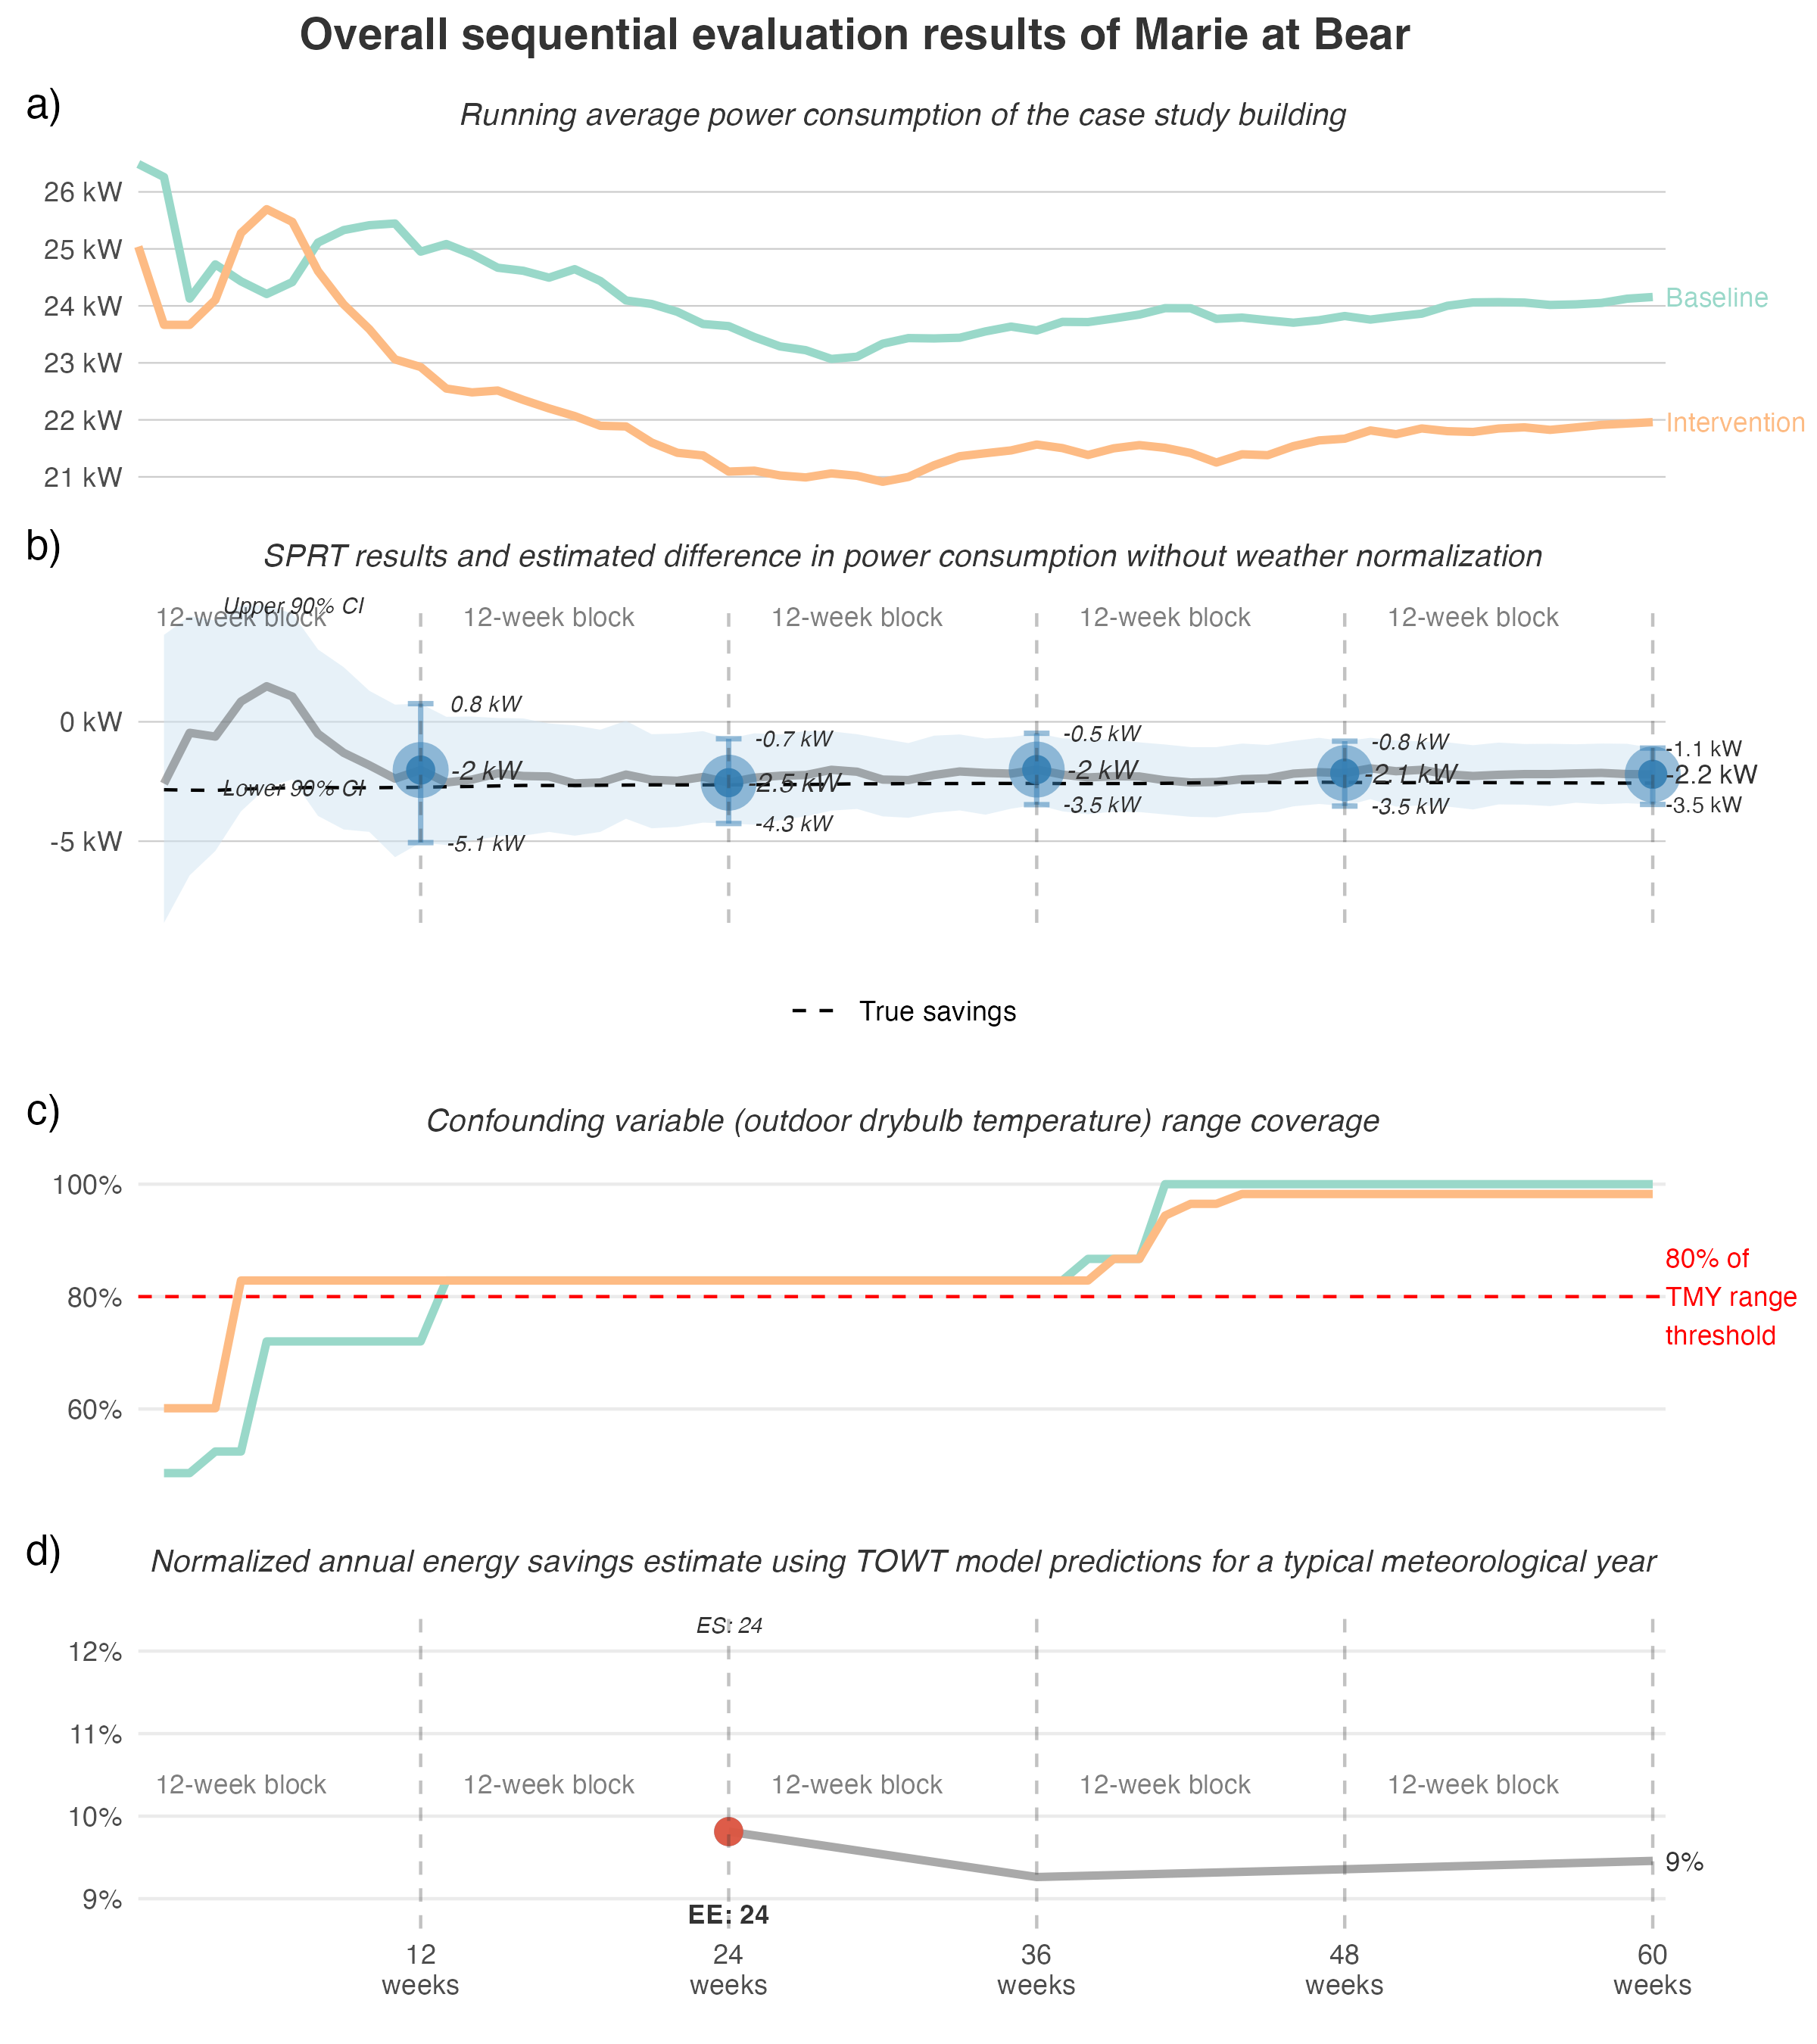 Overall sequential evaluation results of Marie at Bear
a)
Running average power consumption of the case study building
26 kW
25 kW
24 kW
23 kW
22 kW
21 kW
Baseline
Intervention
b)
SPRT results and estimated difference in power consumption without weather normalization
Upper 90% CI
12-week block
12-week block
12-week block
12-week block
12-week block
0 kW
-5 kW
Lower 90% CI
0.8 kW
-2 kW
-5.1 kW
-0.7 kW
-2.5 kW
-4.3 kW
-0.5 kW
-2 kW
-3.5 kW
-0.8 kW
-2.1 kW
-3.5 kW
-1.1 kW
-2.2 kW
-3.5 kW
True savings
c)
Confounding variable (outdoor drybulb temperature) range coverage
100%
80%
60%
80% of
TMY range
threshold
d)
Normalized annual energy savings estimate using TOWT model predictions for a typical meteorological year
ES: 24
12%
11%
10%
9%
12-week block
12-week block
12-week block
12-week block
12-week block
9%
EE: 24
12
weeks
24
weeks
36
weeks
48
weeks
60
weeks